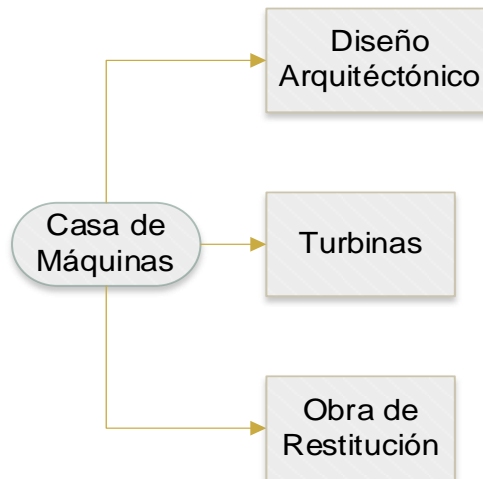 Diseño
Arquitéctónico
Casa de
Máquinas
Turbinas
Obra de
Restitución